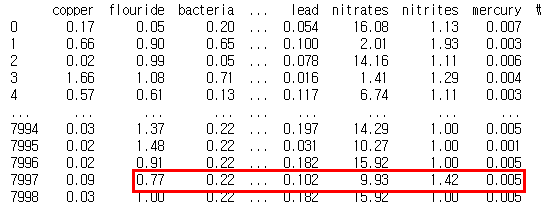 copper flouride bacteria ... lead nitrates nitrites mercury #
0 0.17 0.05 0.20 ... 0.054 16.08 1.13 0.007
1 0.66 0.90 0.65 ... 0.100 2.01 1.93 0.003
2 0.02 0.99 0.05 ... 0.078 14.16 1.11 0.006
3 1.66 1.08 0.71 ... 0.016 1.41 1.29 0.004
4 0.57 0.61 0.13 ... 0.117 6.74 1.11 0.003
... ... ... ... ... ... ... ... ...
7994 0.03 1.37 0.22 ... 0.197 14.29 1.00 0.005
7995 0.02 1.48 0.22 ... 0.031 10.27 1.00 0.001
7996 0.02 0.91 0.22 ... 0.182 15.92 1.00 0.005
7997 0.09 0.77 0.22 ... 0.102 9.93 1.42 0.005
7998 0.03 1.00 0.22 ... 0.182 15.92 1.00 0.005